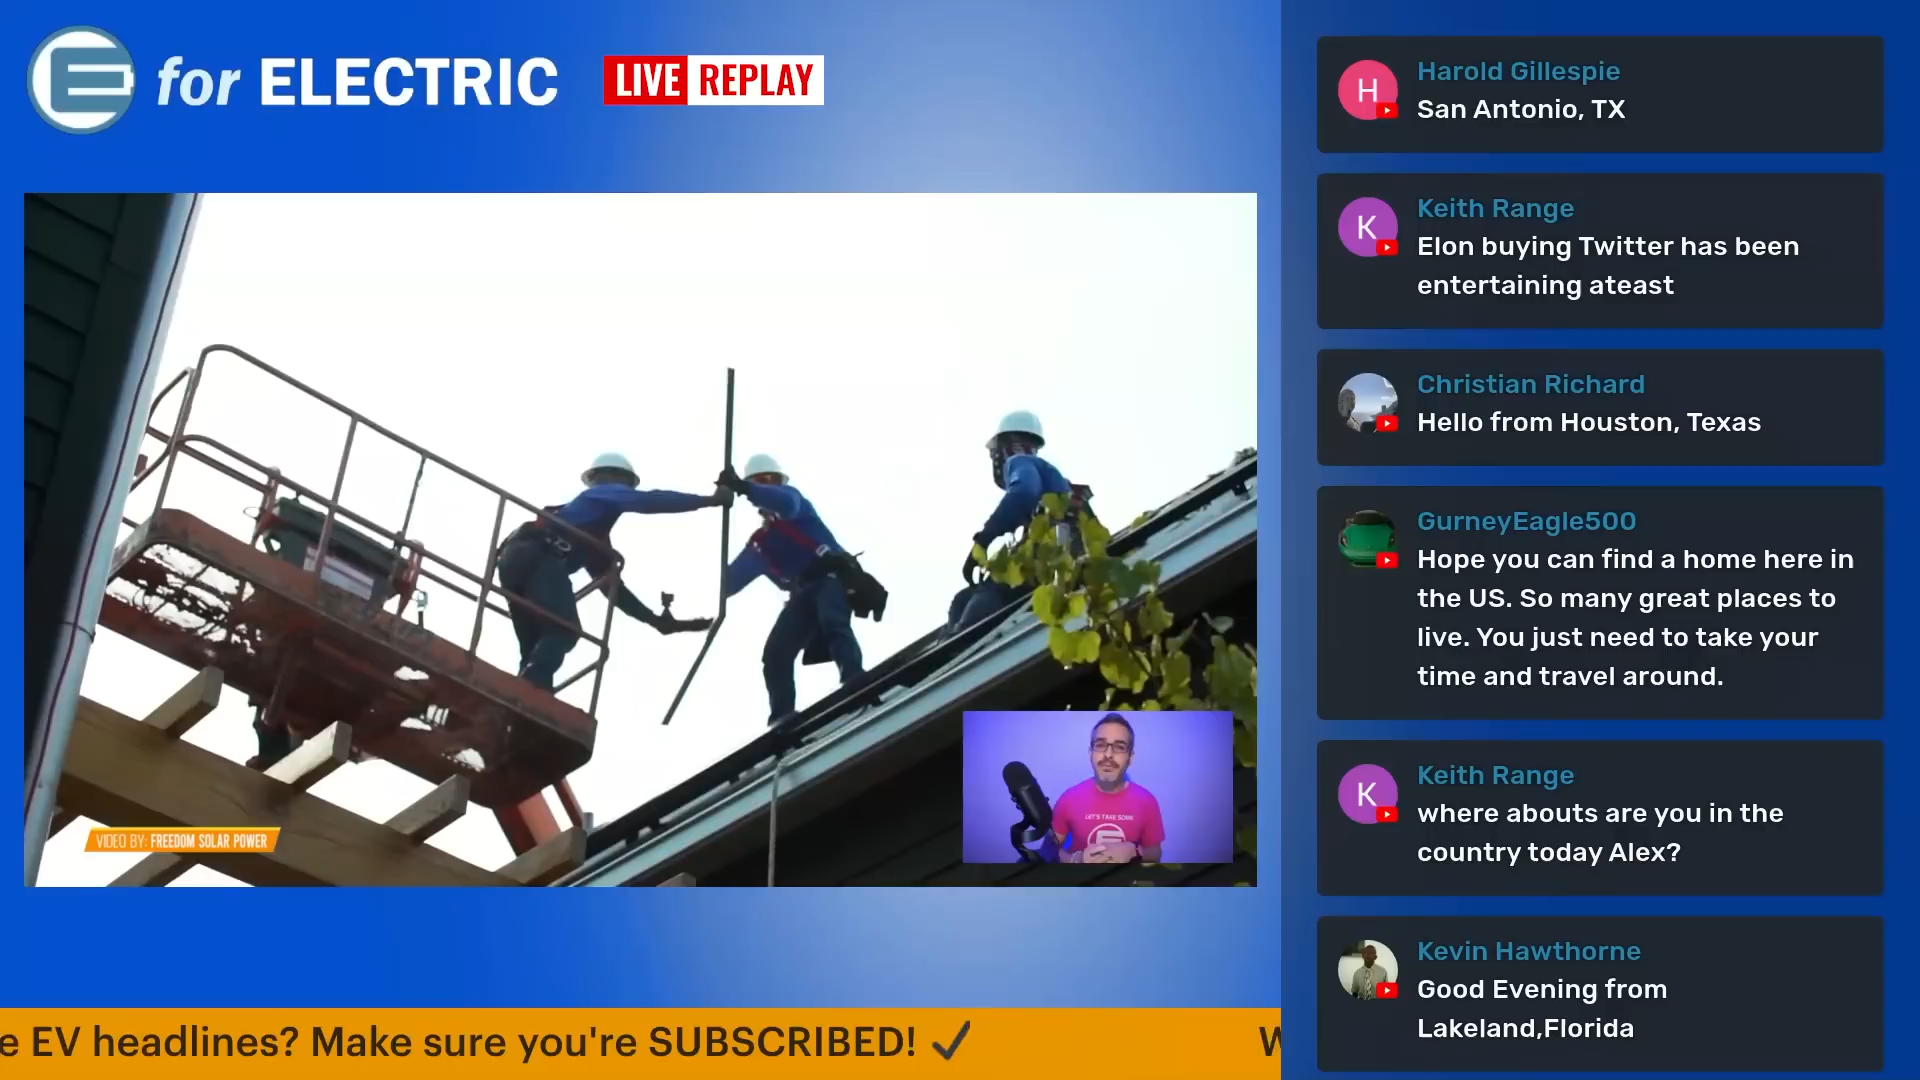 E for ELECTRIC
LIVE REPLAY
VIDEO BY: FREEDOM SOLAR POWER
LET'S TAKE SOME
E
e EV headlines? Make sure you're SUBSCRIBED! ✓
W
H
Harold Gillespie
San Antonio, TX
K
Keith Range
Elon buying Twitter has been
entertaining ateast
Christian Richard
Hello from Houston, Texas
GurneyEagle500
Hope you can find a home here in
the US. So many great places to
live. You just need to take your
time and travel around.
K
Keith Range
where abouts are you in the
country today Alex?
Kevin Hawthorne
Good Evening from
Lakeland,Florida